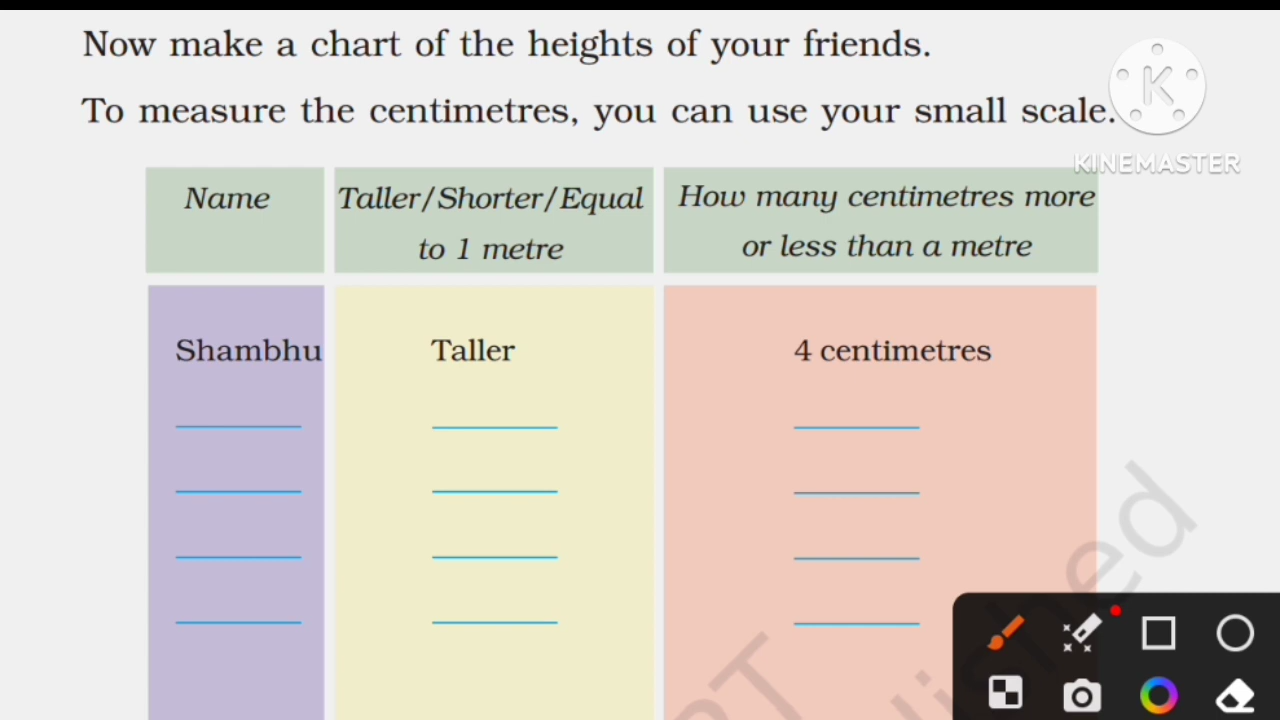 Now make a chart of the heights of your friends.
To measure the centimetres, you can use your small scale.
K
KINEMASTER
Name
Taller/Shorter/Equal
to 1 metre
How many centimetres more
or less than a metre
Shambhu
Taller
4 centimetres